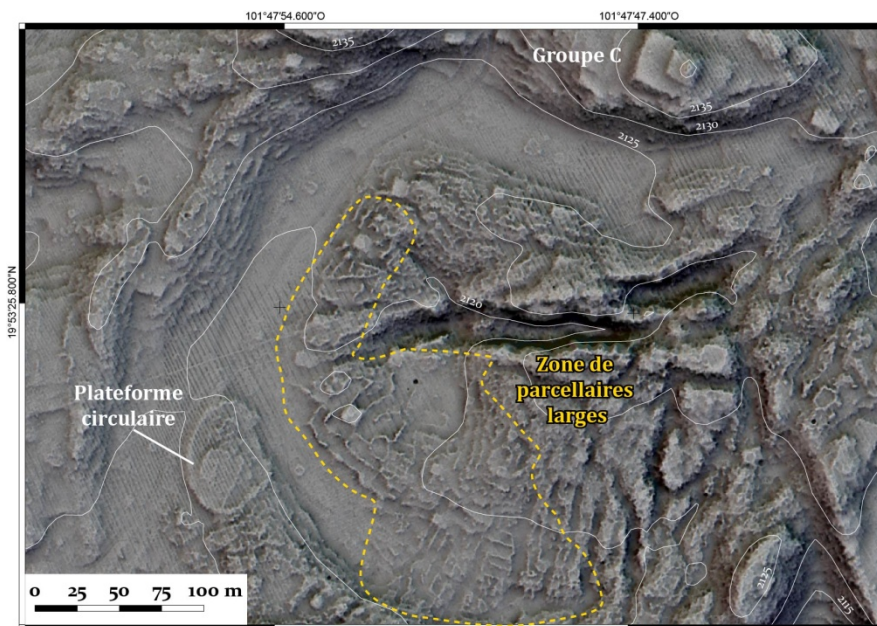 101°47'54.600"O
101°47'47.400"O
2135
Groupe C
2135
2130
2125
19°53'25.800"N
2120
Zone de
parcellaires
larges
Plateforme
circulaire
2125
2115
0 25 50 75 100 m